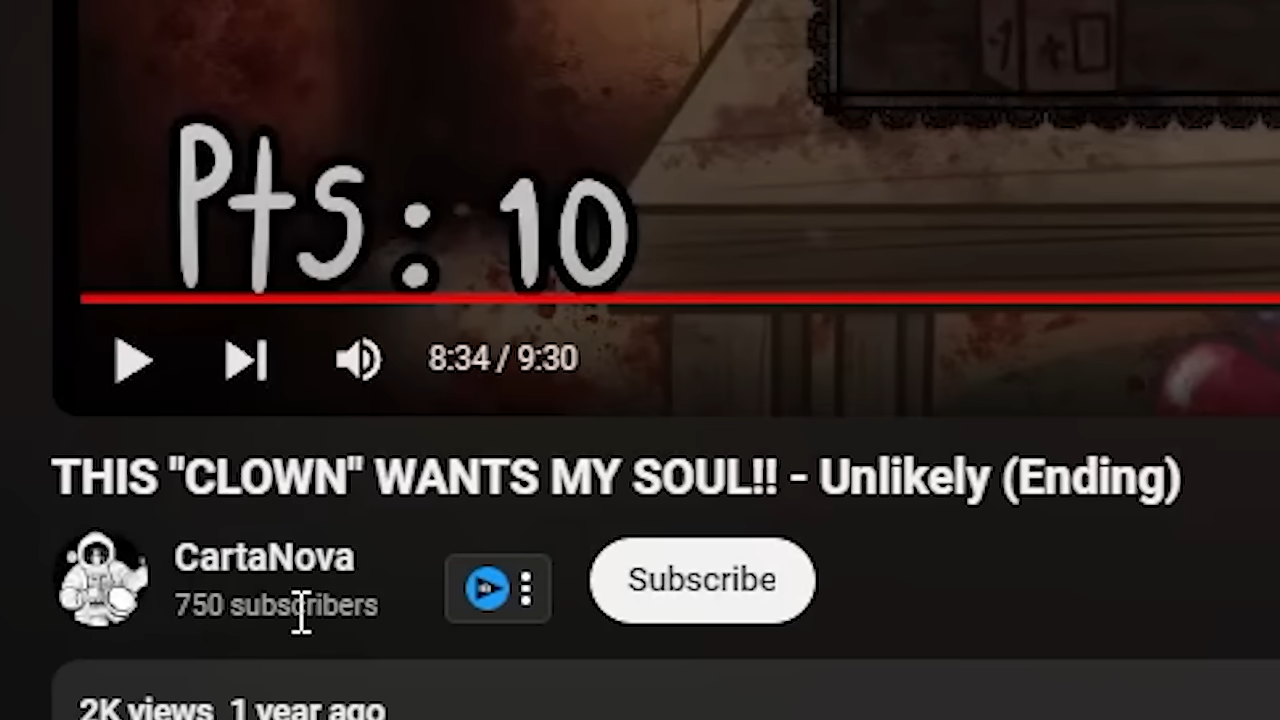 Pts: 10
8:34 / 9:30
THIS "CLOWN" WANTS MY SOUL!! - Unlikely (Ending)
CartaNova
750 subscribers
Subscribe
2K views 1 year ago